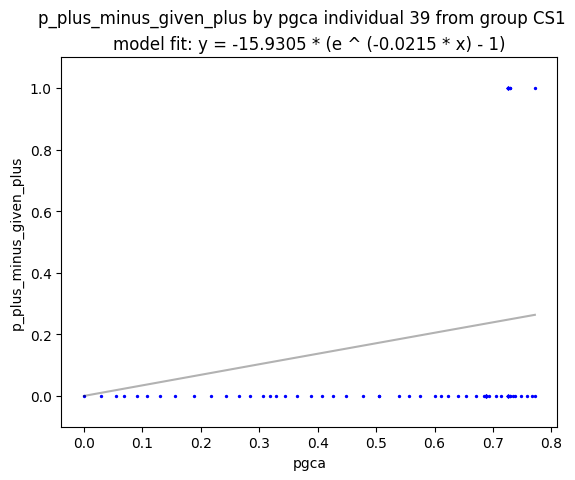 p_plus_minus_given_plus by pgca individual 39 from group CS1
model fit: y = -15.9305 * (e ^ (-0.0215 * x) - 1)
1.0
0.8
0.6
0.4
0.2
0.0
p_plus_minus_given_plus
0.0 0.1 0.2 0.3 0.4 0.5 0.6 0.7 0.8
pgca